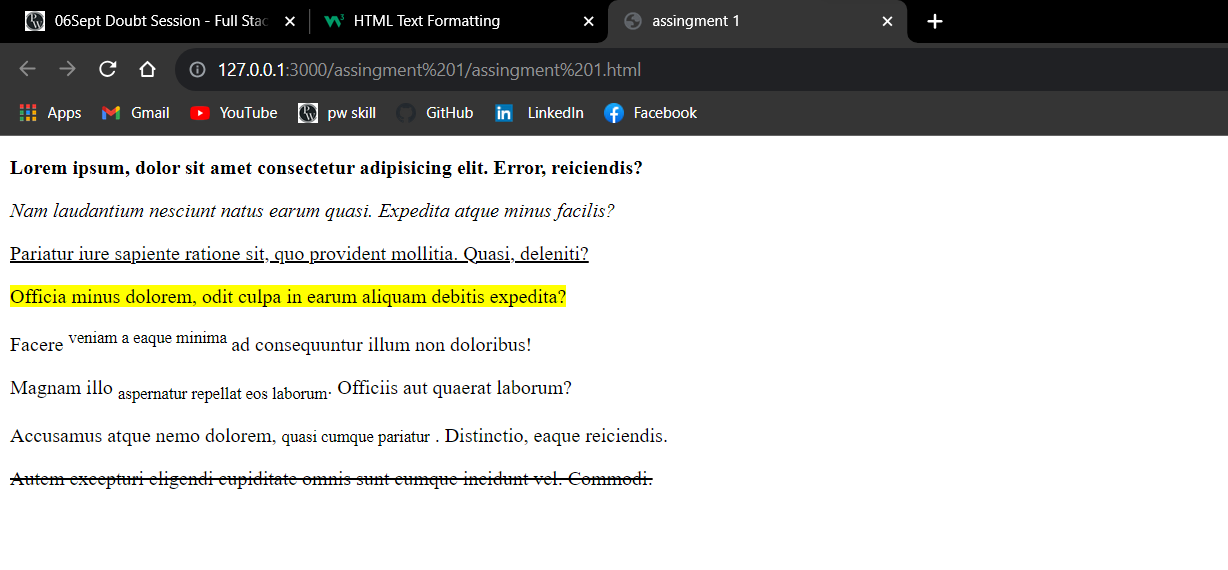 06Sept Doubt Session - Full Stac
HTML Text Formatting
assingment 1
127.0.0.1:3000/assingment%201/assingment%201.html
Apps
Gmail
YouTube
pw skill
GitHub
LinkedIn
Facebook
Lorem ipsum, dolor sit amet consectetur adipisicing elit. Error, reiciendis?
Nam laudantium nesciunt natus earum quasi. Expedita atque minus facilis?
Pariatur iure sapiente ratione sit, quo provident mollitia. Quasi, deleniti?
Officia minus dolorem, odit culpa in earum aliquam debitis expedita?
Facere veniam a eaque minima ad consequuntur illum non doloribus!
Magnam illo aspernatur repellat eos laborum. Officiis aut quaerat laborum?
Accusamus atque nemo dolorem, quasi cumque pariatur . Distinctio, eaque reiciendis.
Autem excepturi eligendi cupiditate omnis sunt cumque incidunt vel. Commodi.